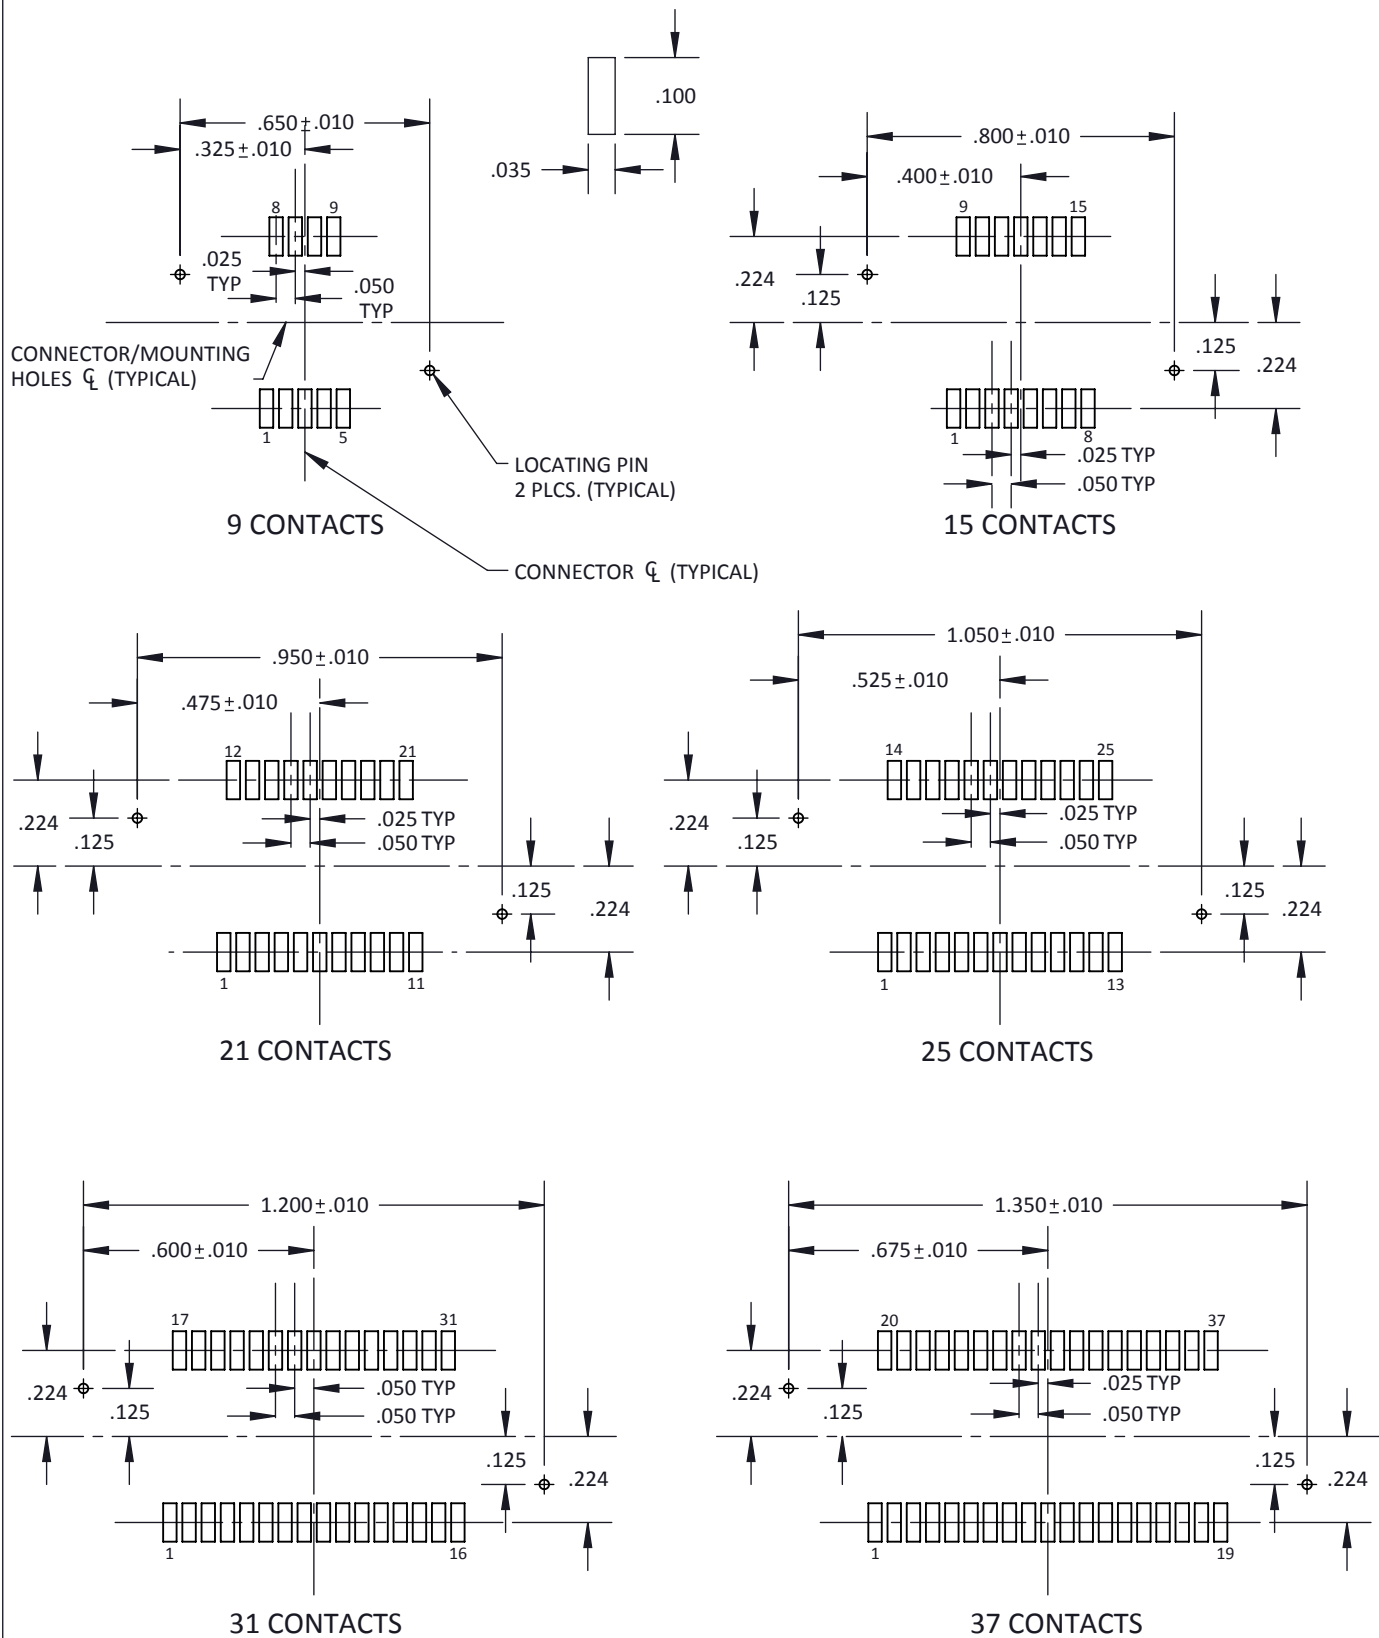 .100
.035
.650±.010
.325±.010
8 9
.025
TYP
.050
TYP
CONNECTOR/MOUNTING
HOLES ℄ (TYPICAL)
1 5
LOCATING PIN
2 PLCS. (TYPICAL)
9 CONTACTS
CONNECTOR ℄ (TYPICAL)
.800±.010
.400±.010
9 15
.224
.125
.125
.224
1 8
.025 TYP
.050 TYP
15 CONTACTS
.950±.010
.475±.010
12 21
.224
.125
.025 TYP
.050 TYP
.125
.224
1 11
21 CONTACTS
1.050±.010
.525±.010
14 25
.224
.125
.025 TYP
.050 TYP
.125
.224
1 13
25 CONTACTS
1.200±.010
.600±.010
17 31
.224
.125
.050 TYP
.050 TYP
.125
.224
1 16
31 CONTACTS
1.350±.010
.675±.010
20 37
.224
.125
.025 TYP
.050 TYP
.125
.224
1 19
37 CONTACTS